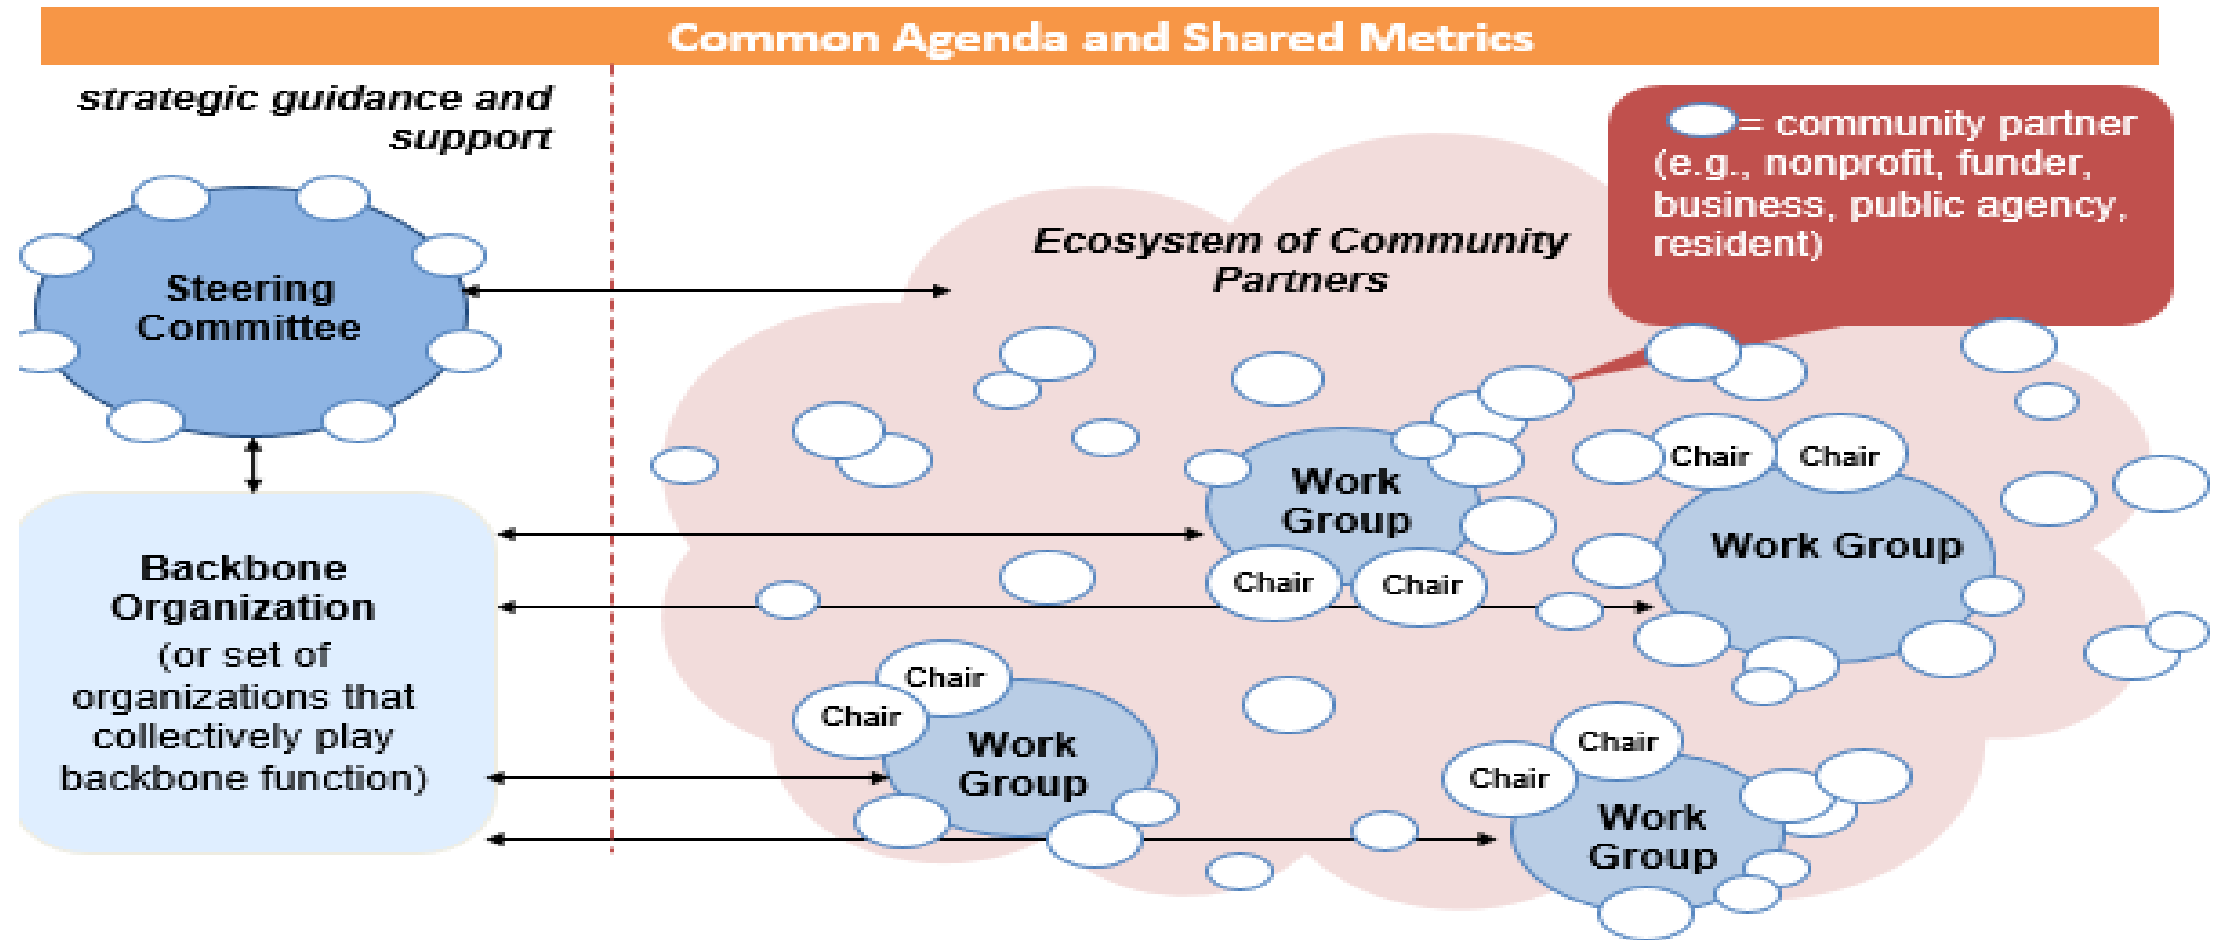 Common Agenda and Shared Metrics
strategic guidance and
support
= community partner
(e.g., nonprofit, funder,
business, public agency,
resident)
Ecosystem of Community
Partners
Steering
Committee
Chair
Chair
Work
Group
Work Group
Backbone
Organization
(or set of
organizations that
collectively play
backbone function)
Chair
Chair
Chair
Chair
Work
Group
Chair
Chair
Work
Group